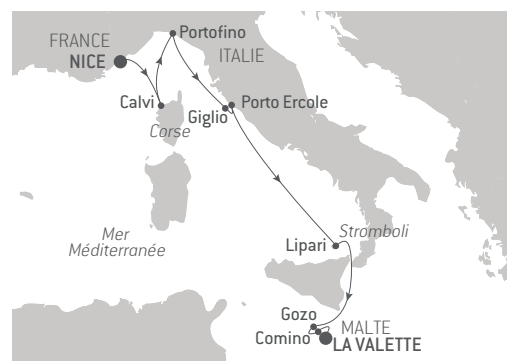 Portofino
FRANCE
NICE
ITALIE
Calvi
Porto Ercole
Giglio
Corse
Mer
Méditerranée
Stromboli
Lipari
Gozo
MALTE
Comino
LA VALETTE